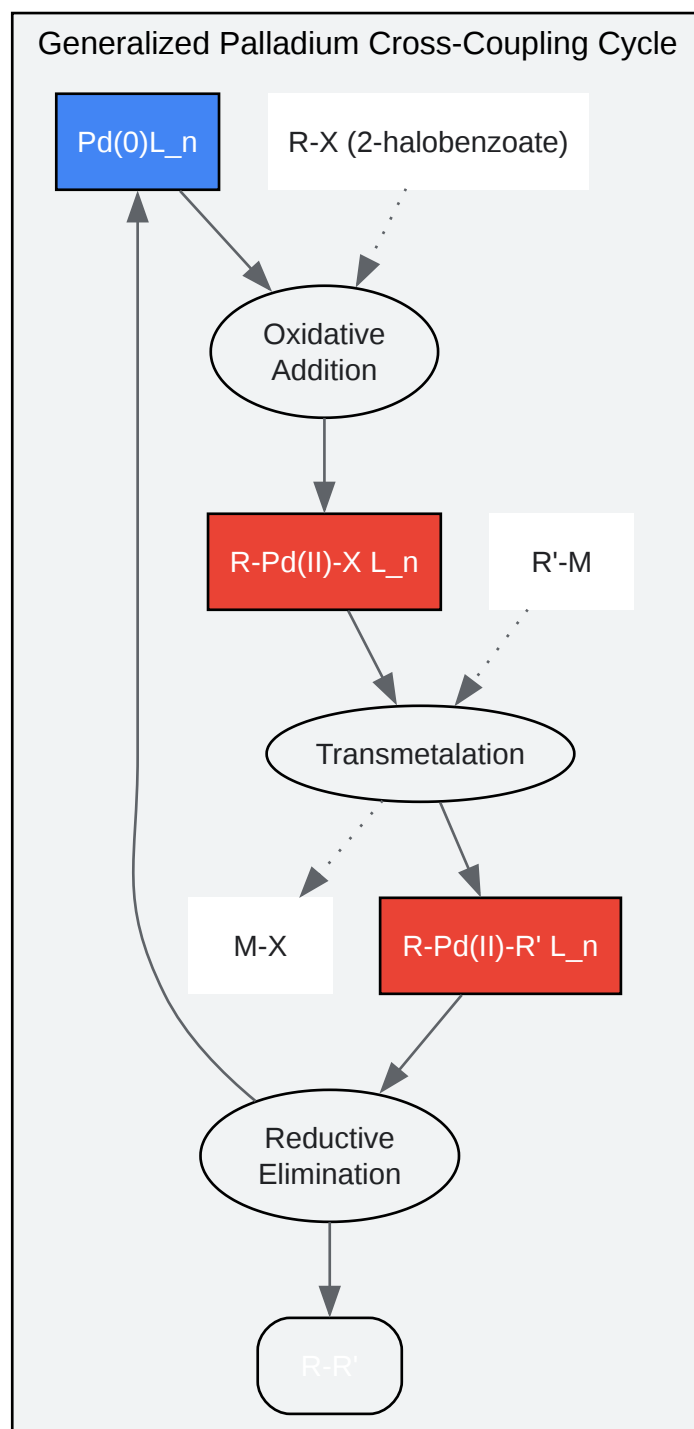 Generalized Palladium Cross-Coupling Cycle
Pd(0)L_n
R-X (2-halobenzoate)
Oxidative
Addition
R-Pd(II)-X L_n
R'-M
Transmetalation
M-X
R-Pd(II)-R' L_n
Reductive
Elimination
R-R'